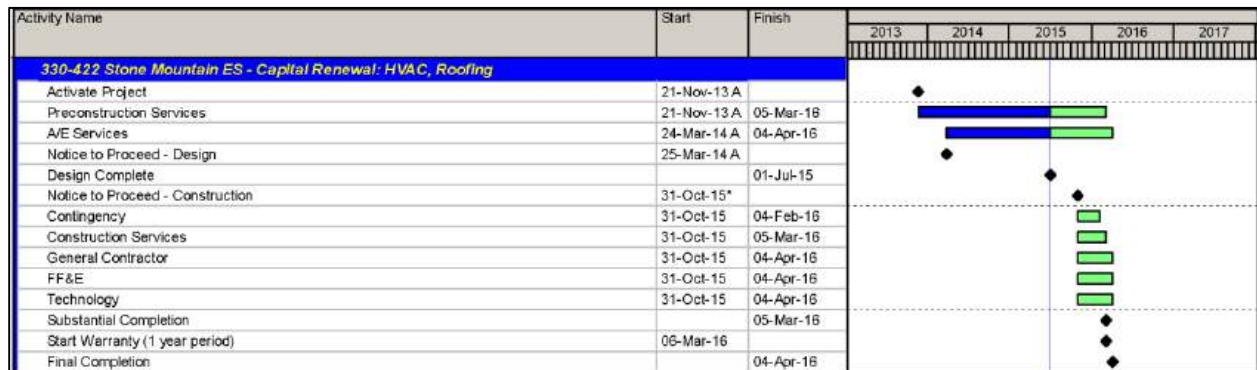 Activity Name Start Finish
2013 2014 2015 2016 2017
330-422 Stone Mountain ES - Capital Renewal: HVAC, Roofing
Activate Project 21-Nov-13 A
Preconstruction Services 21-Nov-13 A 05-Mar-16
A/E Services 24-Mar-14 A 04-Apr-16
Notice to Proceed - Design 25-Mar-14 A
Design Complete 01-Jul-15
Notice to Proceed - Construction 31-Oct-15*
Contingency 31-Oct-15 04-Feb-16
Construction Services 31-Oct-15 05-Mar-16
General Contractor 31-Oct-15 04-Apr-16
FF&E 31-Oct-15 04-Apr-16
Technology 31-Oct-15 04-Apr-16
Substantial Completion 05-Mar-16
Start Warranty (1 year period) 06-Mar-16
Final Completion 04-Apr-16